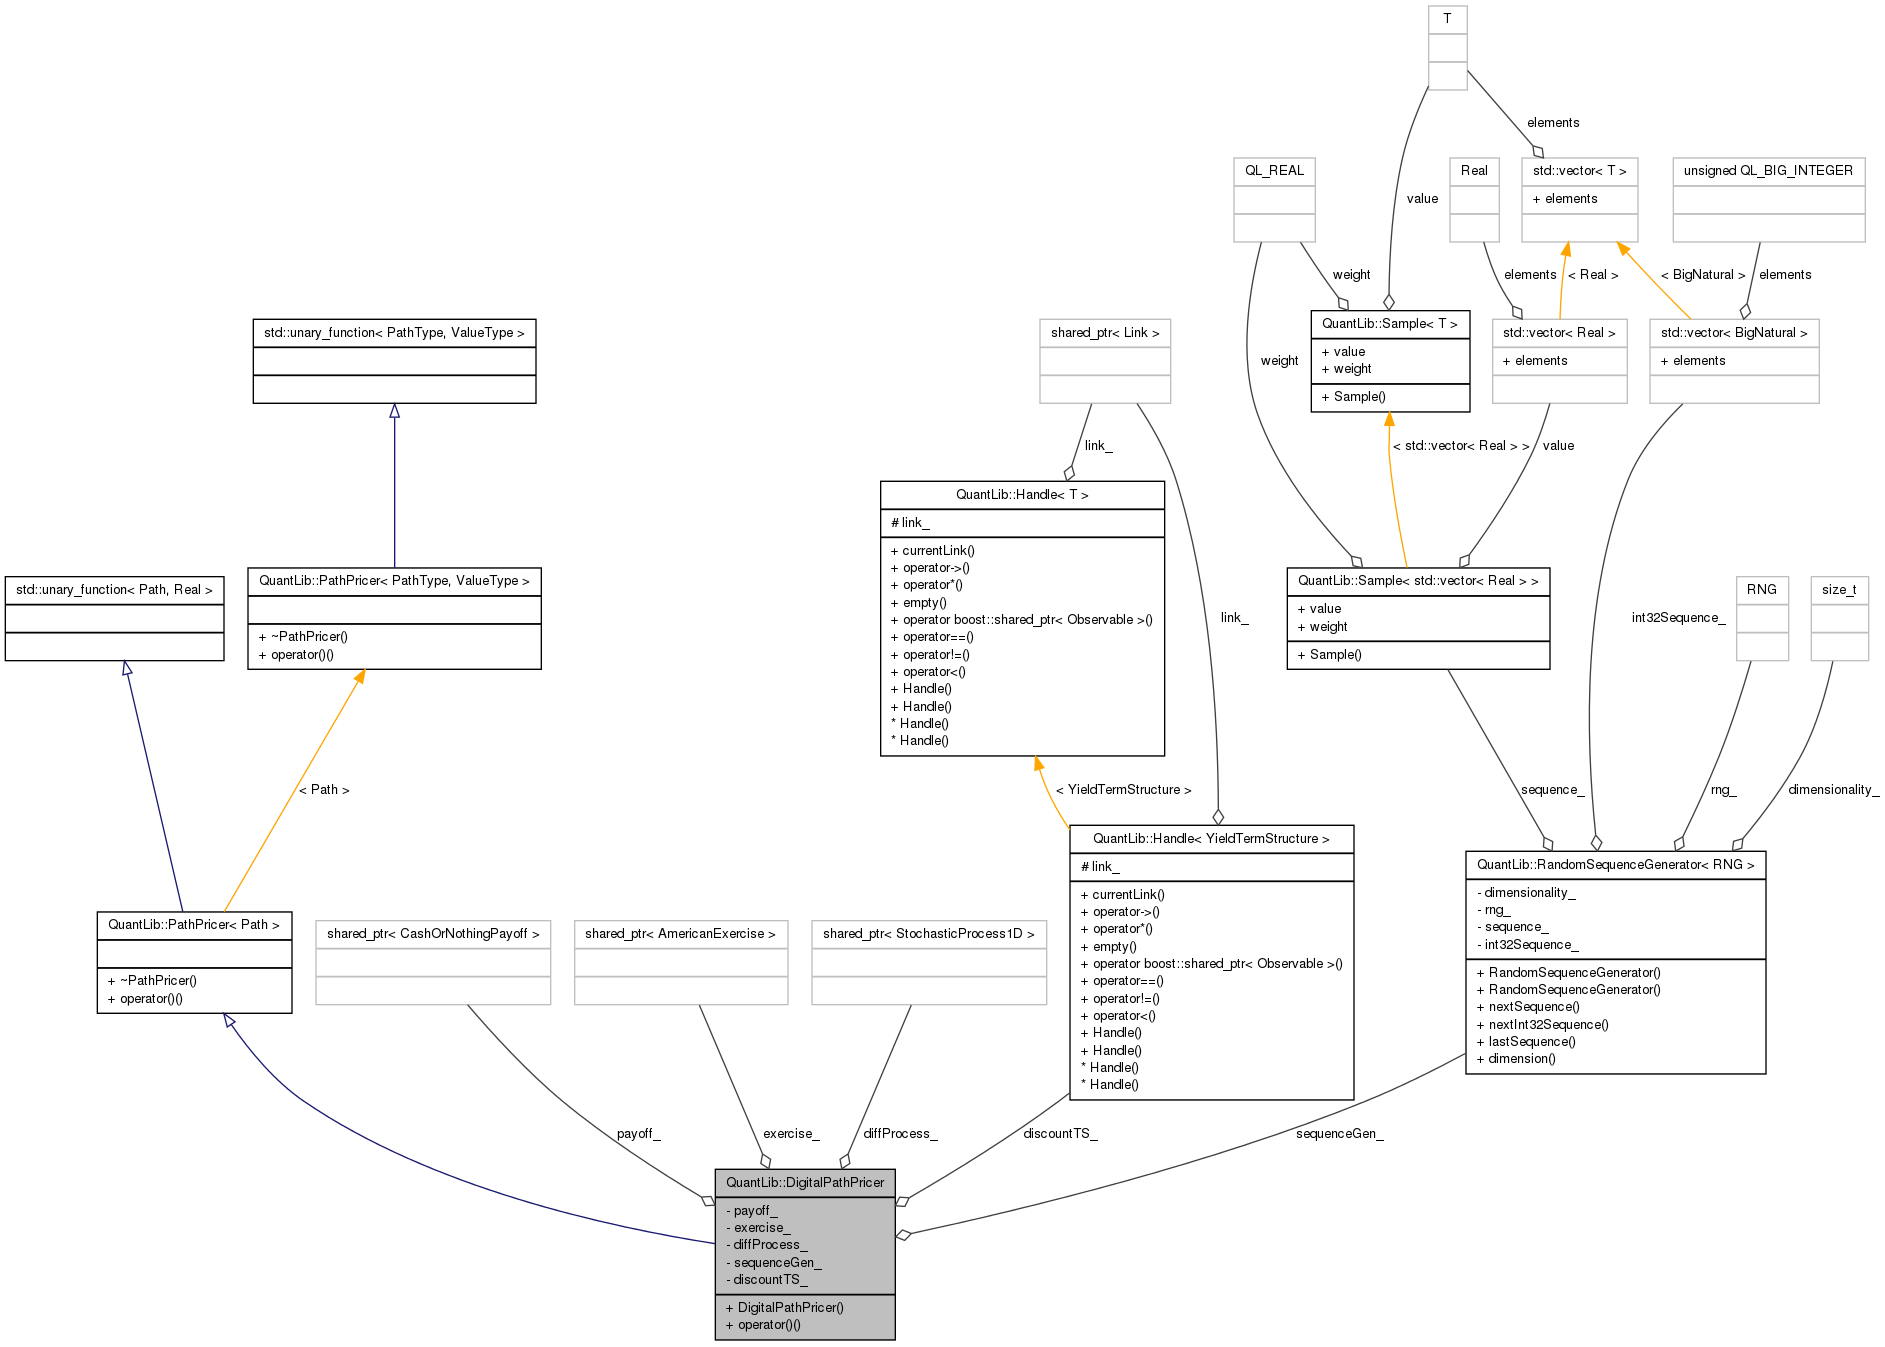 T
elements
QL_REAL
value
Real
std::vector< T >
+ elements
unsigned QL_BIG_INTEGER
weight
elements
< Real >
< BigNatural >
elements
std::unary_function< PathType, ValueType >
shared_ptr< Link >
weight
QuantLib::Sample< T >
+ value
+ weight
+ Sample()
std::vector< Real >
+ elements
std::vector< BigNatural >
+ elements
link_
< std::vector< Real > >
value
QuantLib::Handle< T >
# link_
+ currentLink()
+ operator->()
+ operator*()
+ empty()
+ operator boost::shared_ptr< Observable >()
+ operator==()
+ operator!=()
+ operator<()
+ Handle()
+ Handle()
* Handle()
* Handle()
std::unary_function< Path, Real >
QuantLib::PathPricer< PathType, ValueType >
+ ~PathPricer()
+ operator()()
link_
QuantLib::Sample< std::vector< Real > >
+ value
+ weight
+ Sample()
int32Sequence_
RNG
size_t
< Path >
< YieldTermStructure >
sequence_
rng_
dimensionality_
QuantLib::PathPricer< Path >
+ ~PathPricer()
+ operator()()
shared_ptr< CashOrNothingPayoff >
shared_ptr< AmericanExercise >
shared_ptr< StochasticProcess1D >
QuantLib::Handle< YieldTermStructure >
# link_
+ currentLink()
+ operator->()
+ operator*()
+ empty()
+ operator boost::shared_ptr< Observable >()
+ operator==()
+ operator!=()
+ operator<()
+ Handle()
+ Handle()
* Handle()
* Handle()
QuantLib::RandomSequenceGenerator< RNG >
- dimensionality_
- rng_
- sequence_
- int32Sequence_
+ RandomSequenceGenerator()
+ RandomSequenceGenerator()
+ nextSequence()
+ nextInt32Sequence()
+ lastSequence()
+ dimension()
payoff_
exercise_
diffProcess_
discountTS_
sequenceGen_
QuantLib::DigitalPathPricer
- payoff_
- exercise_
- diffProcess_
- sequenceGen_
- discountTS_
+ DigitalPathPricer()
+ operator()()